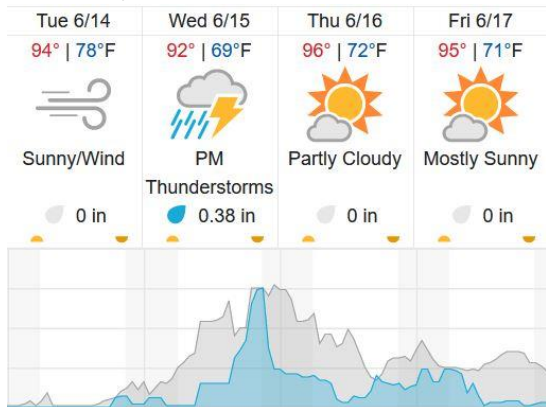 Tue 6/14 Wed 6/15 Thu 6/16 Fri 6/17
94° | 78°F 92° | 69°F 96° | 72°F 95° | 71°F
Sunny/Wind PM Partly Cloudy Mostly Sunny
Thunderstorms
0 in 0.38 in 0 in 0 in